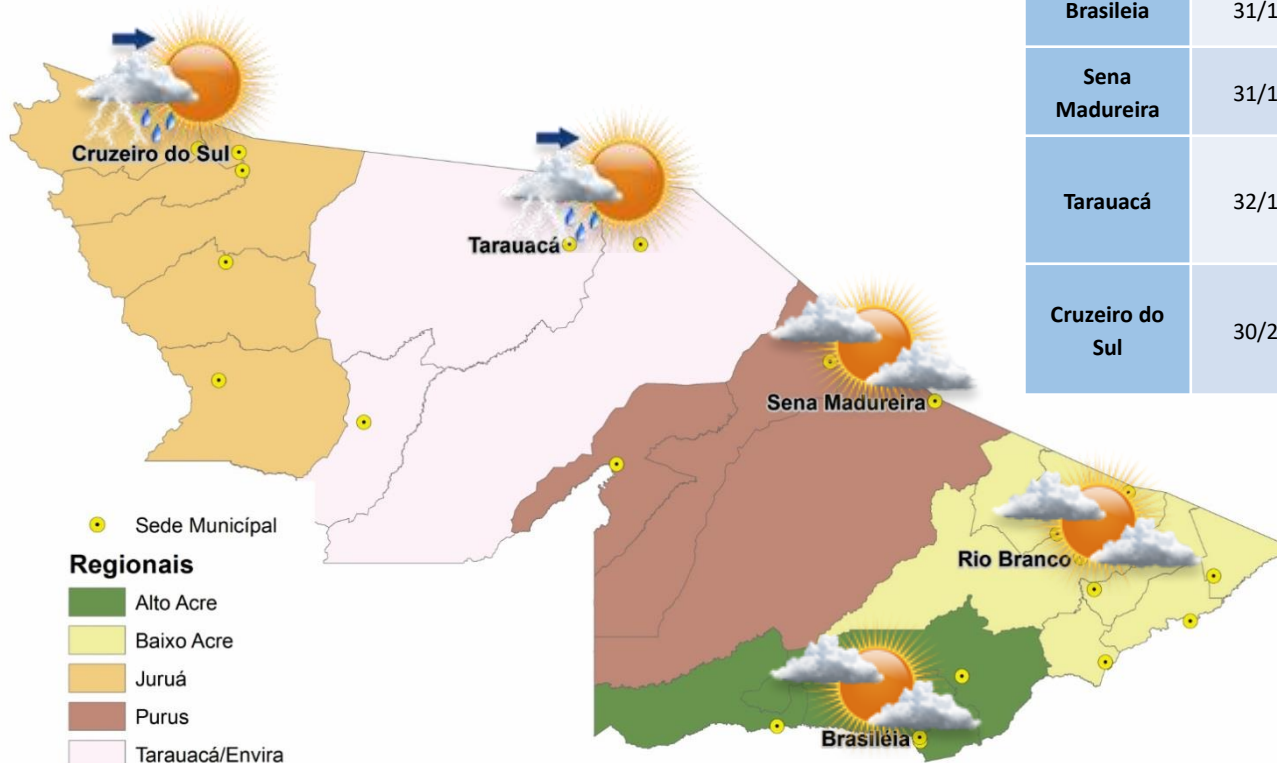 Cruzeiro do Sul
Tarauacá
Sena Madureira
Rio Branco
Brasiléia
Sede Municípal
Regionais
Alto Acre
Baixo Acre
Juruá
Purus
Tarauacá/Envira
Brasileia 31/1
Sena
Madureira 31/1
Tarauacá 32/1
Cruzeiro do
Sul 30/2